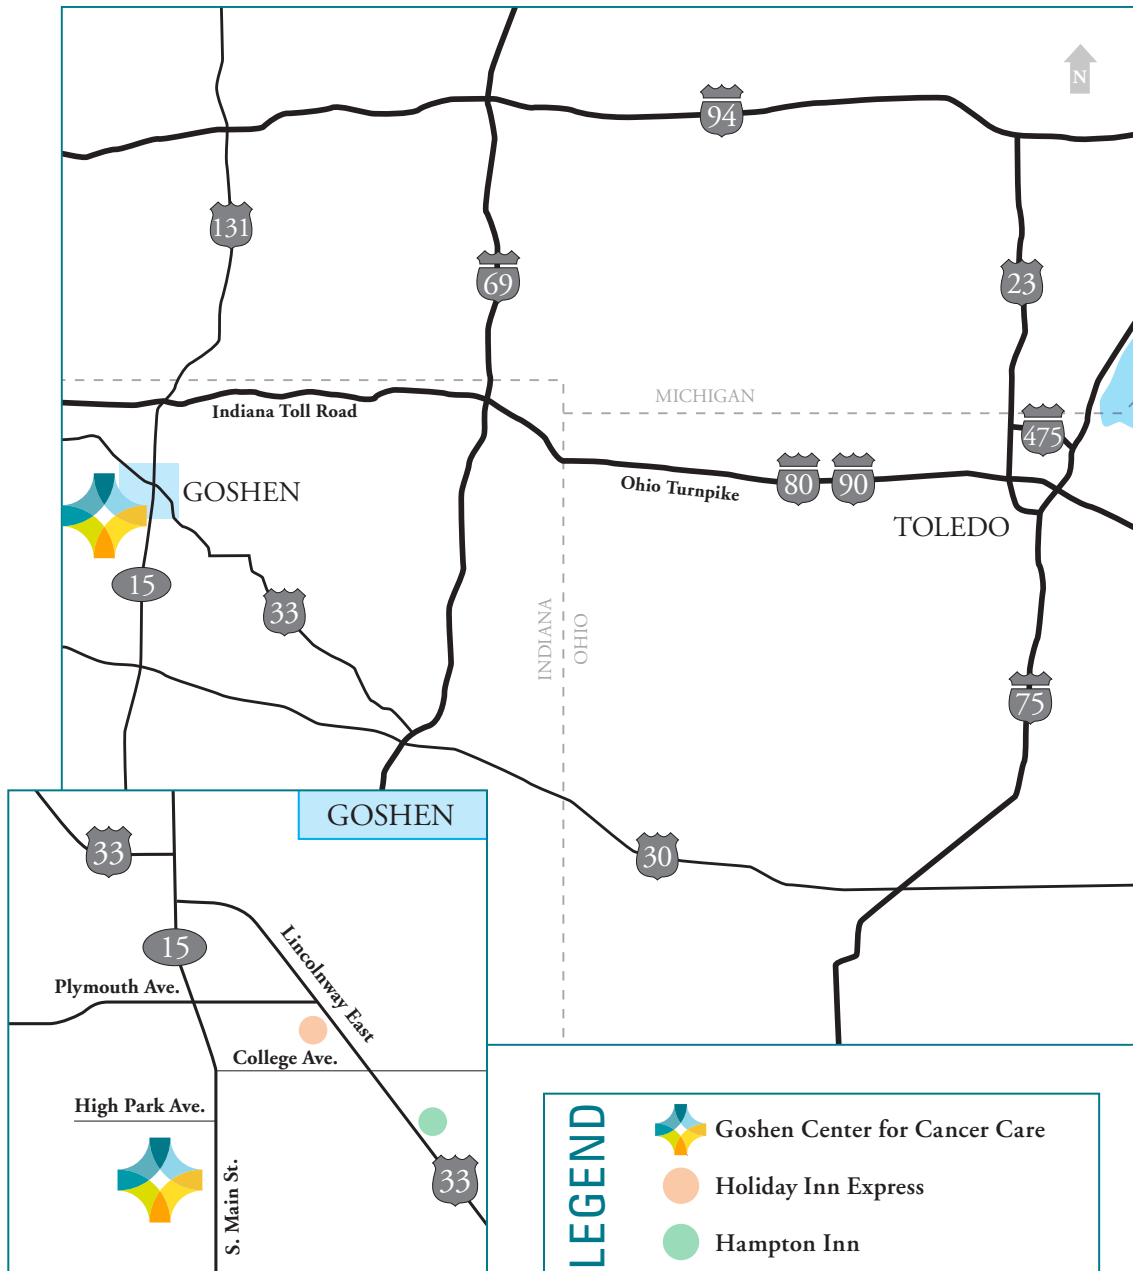 N
94
131
69
23
MICHIGAN
Indiana Toll Road
475
GOSHEN
Ohio Turnpike
80
90
TOLEDO
15
33
INDIANA
OHIO
75
GOSHEN
33
30
15
Lincolnway East
Plymouth Ave.
College Ave.
High Park Ave.
33
S. Main St.
LEGEND
Goshen Center for Cancer Care
Holiday Inn Express
Hampton Inn